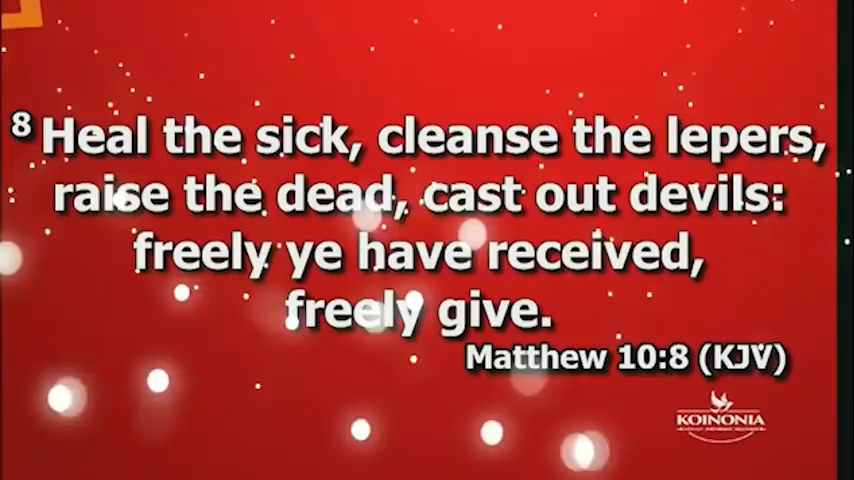 8 Heal the sick, cleanse the lepers,
raise the dead, cast out devils:
freely ye have received,
freely give.
Matthew 10:8 (KJV)
KOINONIA